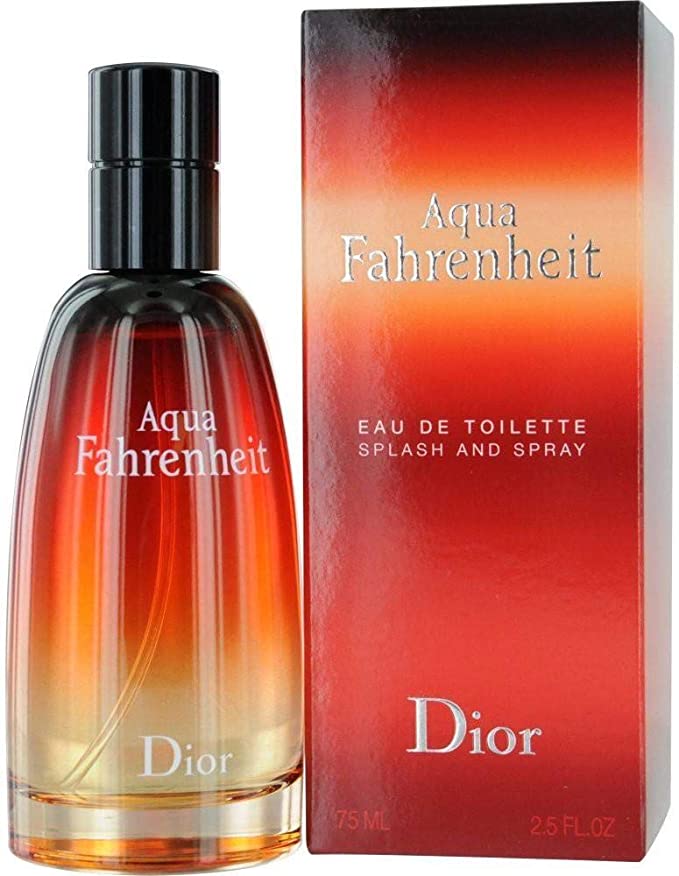 Aqua
Fahrenheit
Dior
Aqua
Fahrenheit
EAU DE TOILETTE
SPLASH AND SPRAY
Dior
75 ML 2.5 FL.OZ